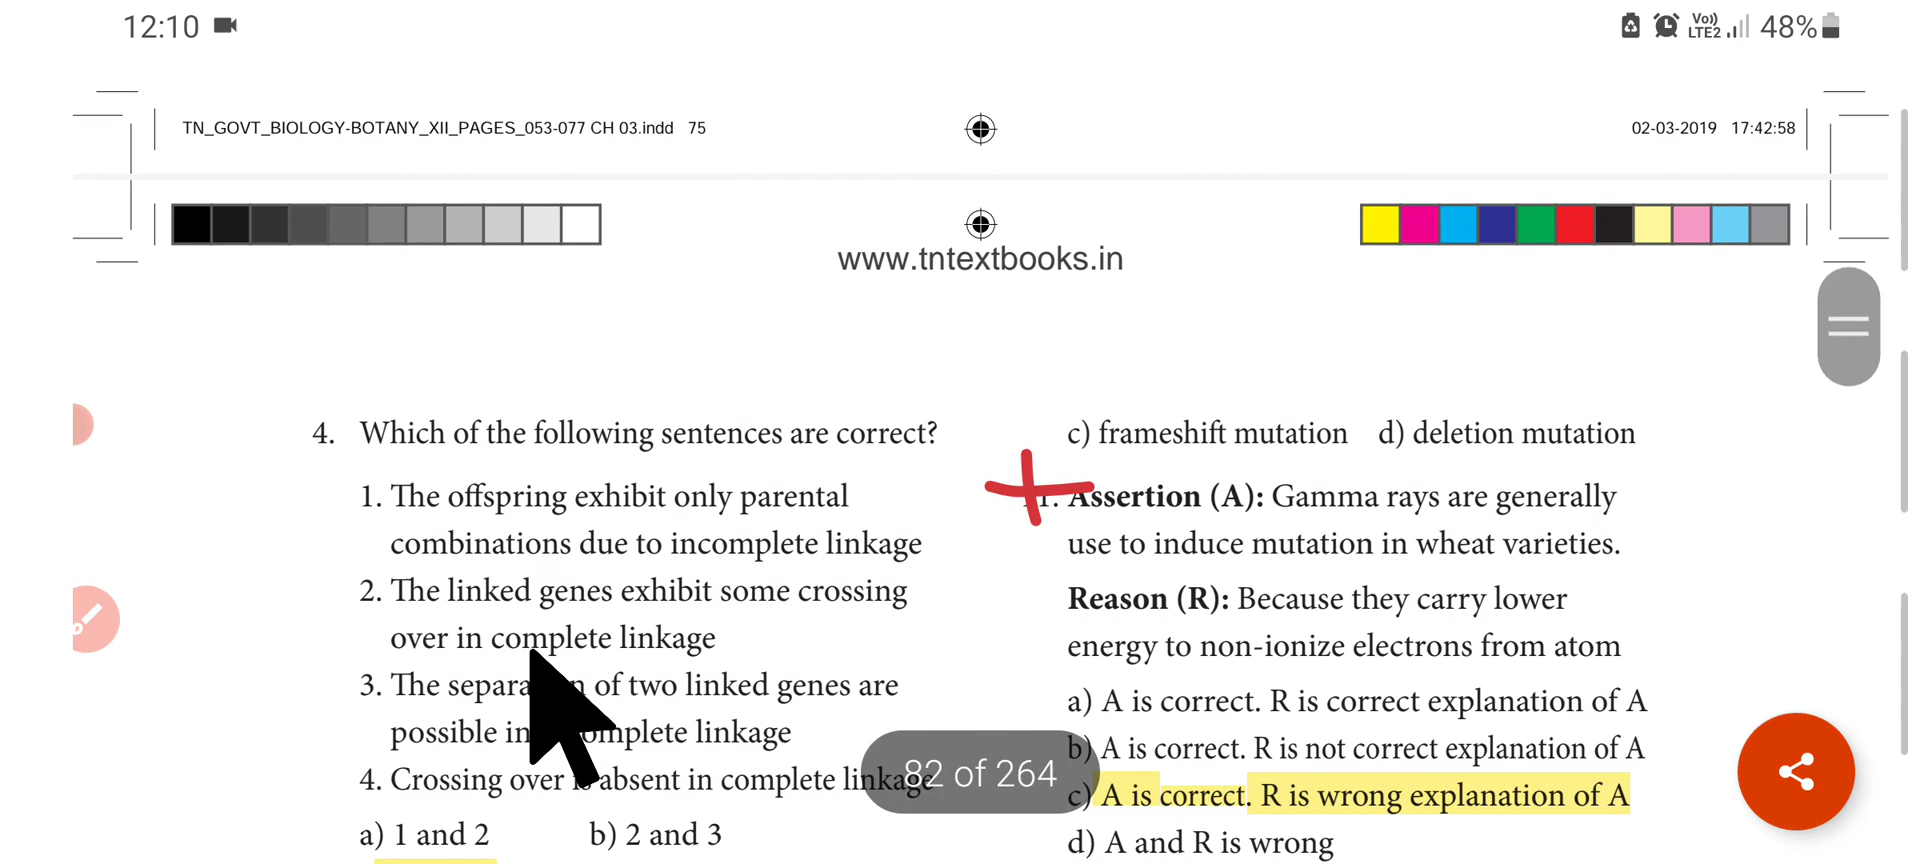 12:10
Vo))
LTE2
48%
TN_GOVT_BIOLOGY-BOTANY_XII_PAGES_053-077 CH 03.indd 75
02-03-2019 17:42:58
www.tntextbooks.in
4. Which of the following sentences are correct?
1. The offspring exhibit only parental
combinations due to incomplete linkage
2. The linked genes exhibit some crossing
over in complete linkage
3. The separa n of two linked genes are
possible in omplete linkage
4. Crossing over absent in complete linkage
a) 1 and 2 b) 2 and 3
c) frameshift mutation d) deletion mutation
1. Assertion (A): Gamma rays are generally
use to induce mutation in wheat varieties.
Reason (R): Because they carry lower
energy to non-ionize electrons from atom
a) A is correct. R is correct explanation of A
b) A is correct. R is not correct explanation of A
c) A is correct. R is wrong explanation of A
d) A and R is wrong
82 of 264